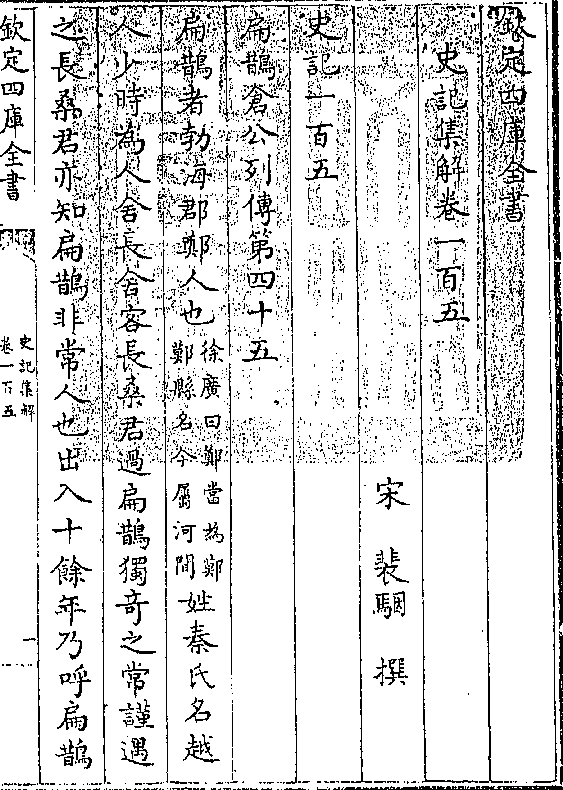 欽定四庫全書
史記集解卷一百五
宋　裴駰　撰
史記一百五
扁鵲倉公列傳第四十五
扁鵲者勃海郡鄭人也徐廣曰鄭當為鄚鄚縣名今屬河間姓秦氏名越
人少時為人舍長舍客長桑君過扁鵲獨竒之常謹遇
之長桑君亦知扁鵲非常人也出入十餘年乃呼扁鵲
欽定四庫全書
史記集解
卷一百五
一